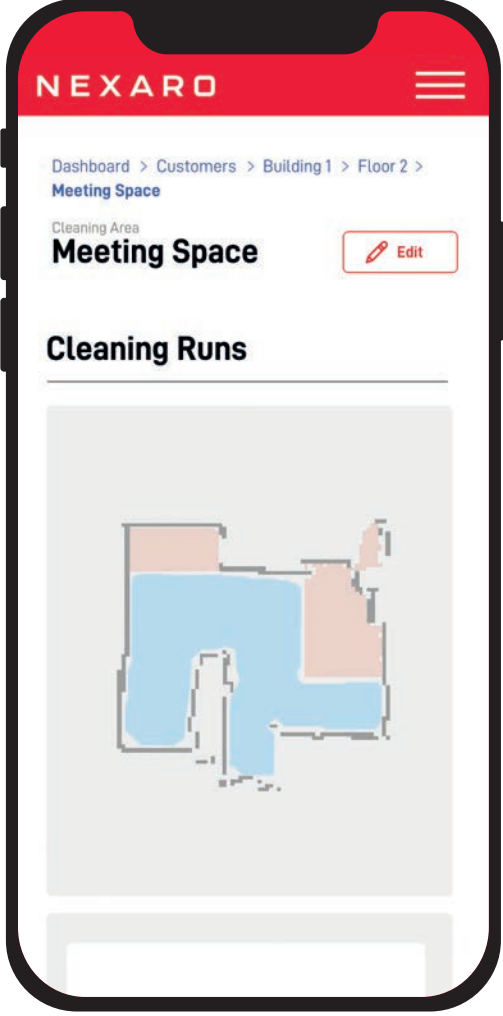 NEXARO
Dashboard > Customers > Building 1 > Floor 2 >
Meeting Space
Cleaning Area
Meeting Space
Edit
Cleaning Runs